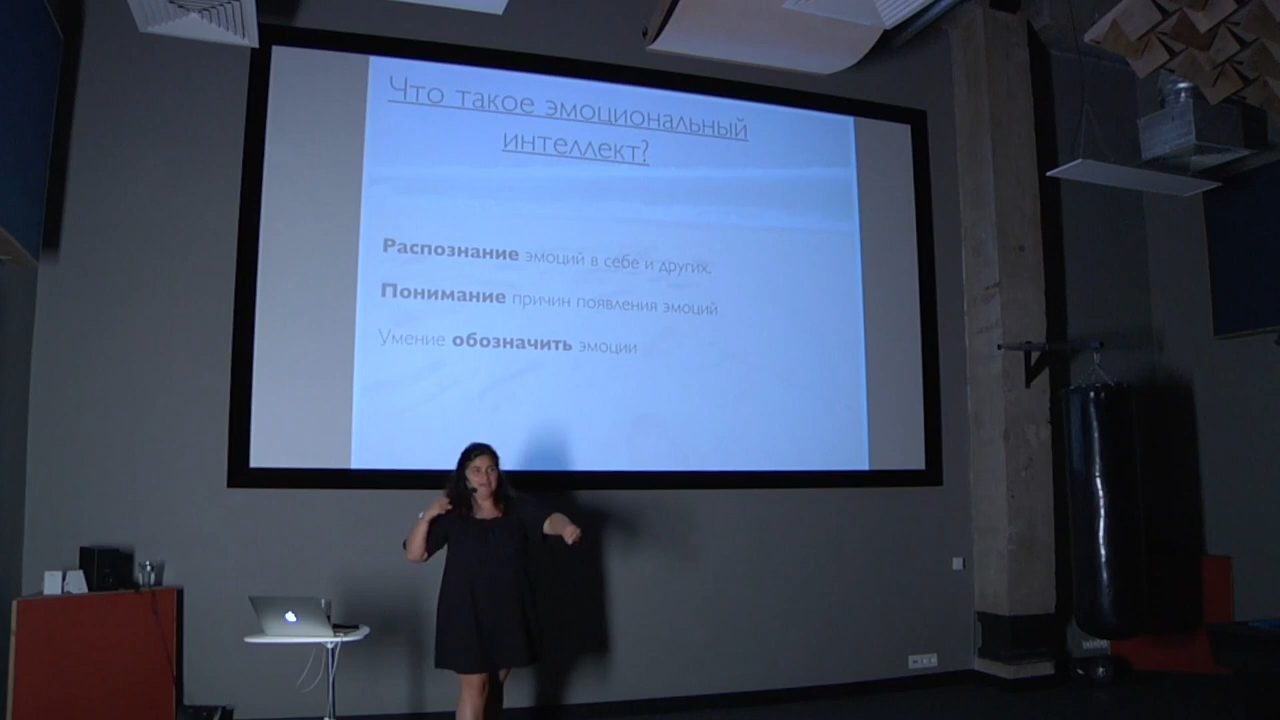 Что такое эмоциональный
интеллект?
Распознание эмоций в себе и других.
Понимание причин появления эмоций
Умение обозначить эмоции